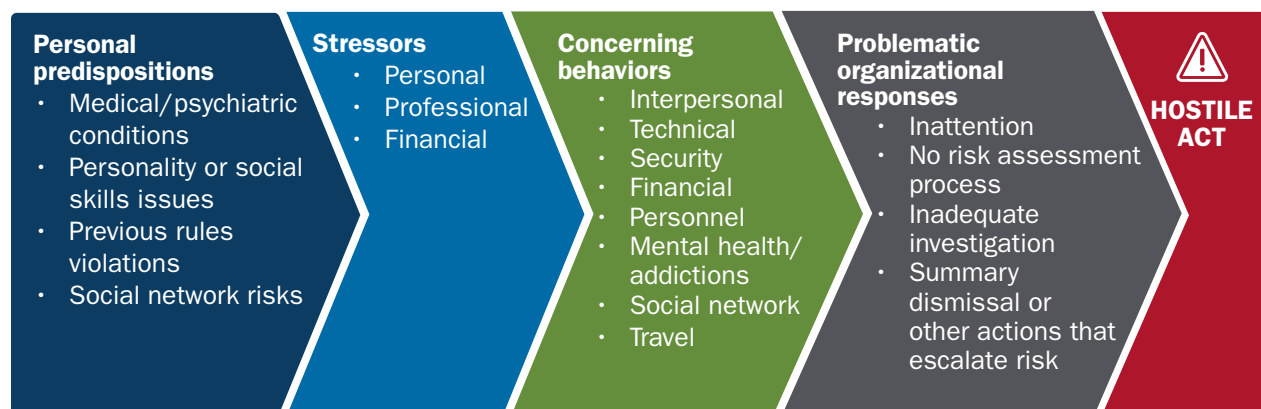 Personal
predispositions
• Medical/psychiatric
conditions
• Personality or social
skills issues
• Previous rules
violations
• Social network risks
Stressors
• Personal
• Professional
• Financial
Concerning
behaviors
• Interpersonal
• Technical
• Security
• Financial
• Personnel
• Mental health/
addictions
• Social network
• Travel
Problematic
organizational
responses
• Inattention
• No risk assessment
process
• Inadequate
investigation
• Summary
dismissal or
other actions that
escalate risk
HOSTILE
ACT